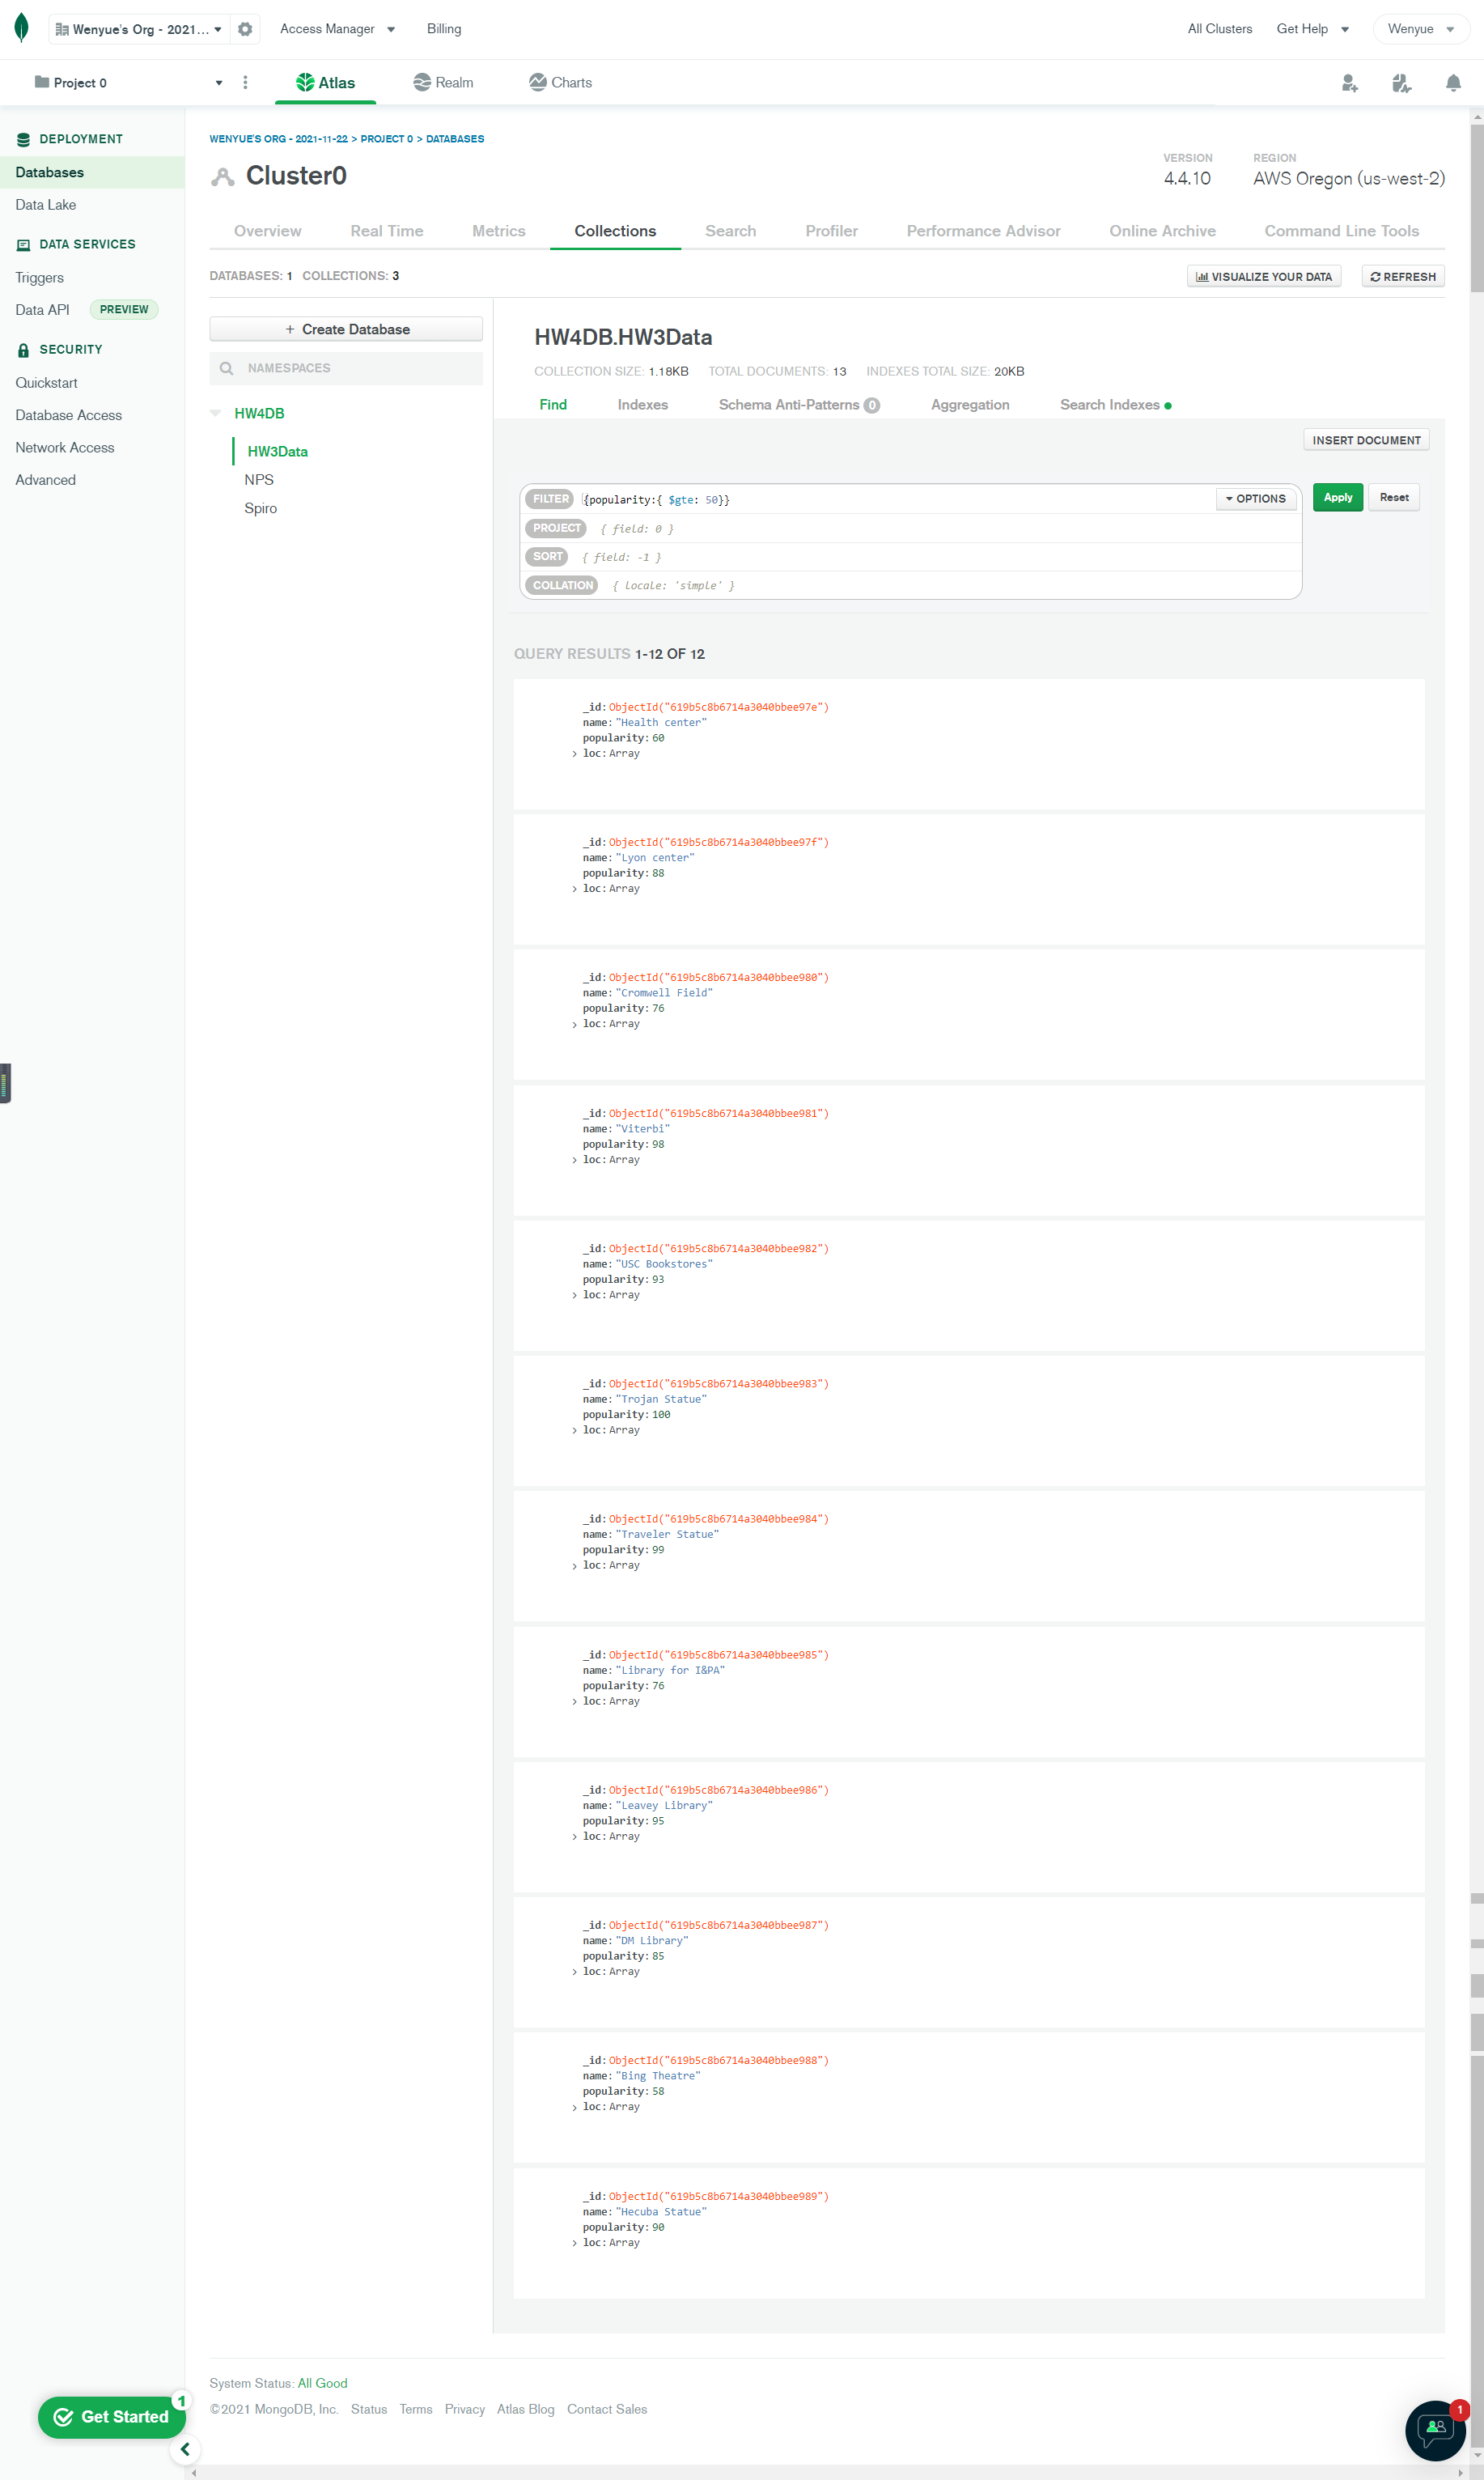 Wenyue's Org - 2021...
Access Manager
Billing
All Clusters
Get Help
Wenyue
Project 0
Atlas
Realm
Charts
DEPLOYMENT
Databases
Data Lake
DATA SERVICES
Triggers
Data API PREVIEW
SECURITY
Quickstart
Database Access
Network Access
Advanced
WENYUE'S ORG - 2021-11-22 > PROJECT 0 > DATABASES
Cluster0
VERSION
4.4.10
REGION
AWS Oregon (us-west-2)
Overview
Real Time
Metrics
Collections
Search
Profiler
Performance Advisor
Online Archive
Command Line Tools
DATABASES: 1 COLLECTIONS: 3
VISUALIZE YOUR DATA
REFRESH
+ Create Database
NAMESPACES
HW4DB
HW3Data
NPS
Spiro
HW4DB.HW3Data
COLLECTION SIZE: 1.18KB TOTAL DOCUMENTS: 13 INDEXES TOTAL SIZE: 20KB
Find
Indexes
Schema Anti-Patterns 0
Aggregation
Search Indexes
INSERT DOCUMENT
FILTER {popularity:{ $gte: 50}}
OPTIONS
Apply
Reset
PROJECT { field: 0 }
SORT { field: -1 }
COLLATION { locale: 'simple' }
QUERY RESULTS 1-12 OF 12
_id: ObjectId("619b5c8b6714a3040bbee97e")
name: "Health center"
popularity: 60
> loc: Array
_id: ObjectId("619b5c8b6714a3040bbee97f")
name: "Lyon center"
popularity: 88
> loc: Array
_id: ObjectId("619b5c8b6714a3040bbee980")
name: "Cromwell Field"
popularity: 76
> loc: Array
_id: ObjectId("619b5c8b6714a3040bbee981")
name: "Viterbi"
popularity: 98
> loc: Array
_id: ObjectId("619b5c8b6714a3040bbee982")
name: "USC Bookstores"
popularity: 93
> loc: Array
_id: ObjectId("619b5c8b6714a3040bbee983")
name: "Trojan Statue"
popularity: 100
> loc: Array
_id: ObjectId("619b5c8b6714a3040bbee984")
name: "Traveler Statue"
popularity: 99
> loc: Array
_id: ObjectId("619b5c8b6714a3040bbee985")
name: "Library for I&PA"
popularity: 76
> loc: Array
_id: ObjectId("619b5c8b6714a3040bbee986")
name: "Leavey Library"
popularity: 95
> loc: Array
_id: ObjectId("619b5c8b6714a3040bbee987")
name: "DM Library"
popularity: 85
> loc: Array
_id: ObjectId("619b5c8b6714a3040bbee988")
name: "Bing Theatre"
popularity: 58
> loc: Array
_id: ObjectId("619b5c8b6714a3040bbee989")
name: "Hecuba Statue"
popularity: 90
> loc: Array
System Status: All Good
©2021 MongoDB, Inc. Status Terms Privacy Atlas Blog Contact Sales
Get Started
1
1